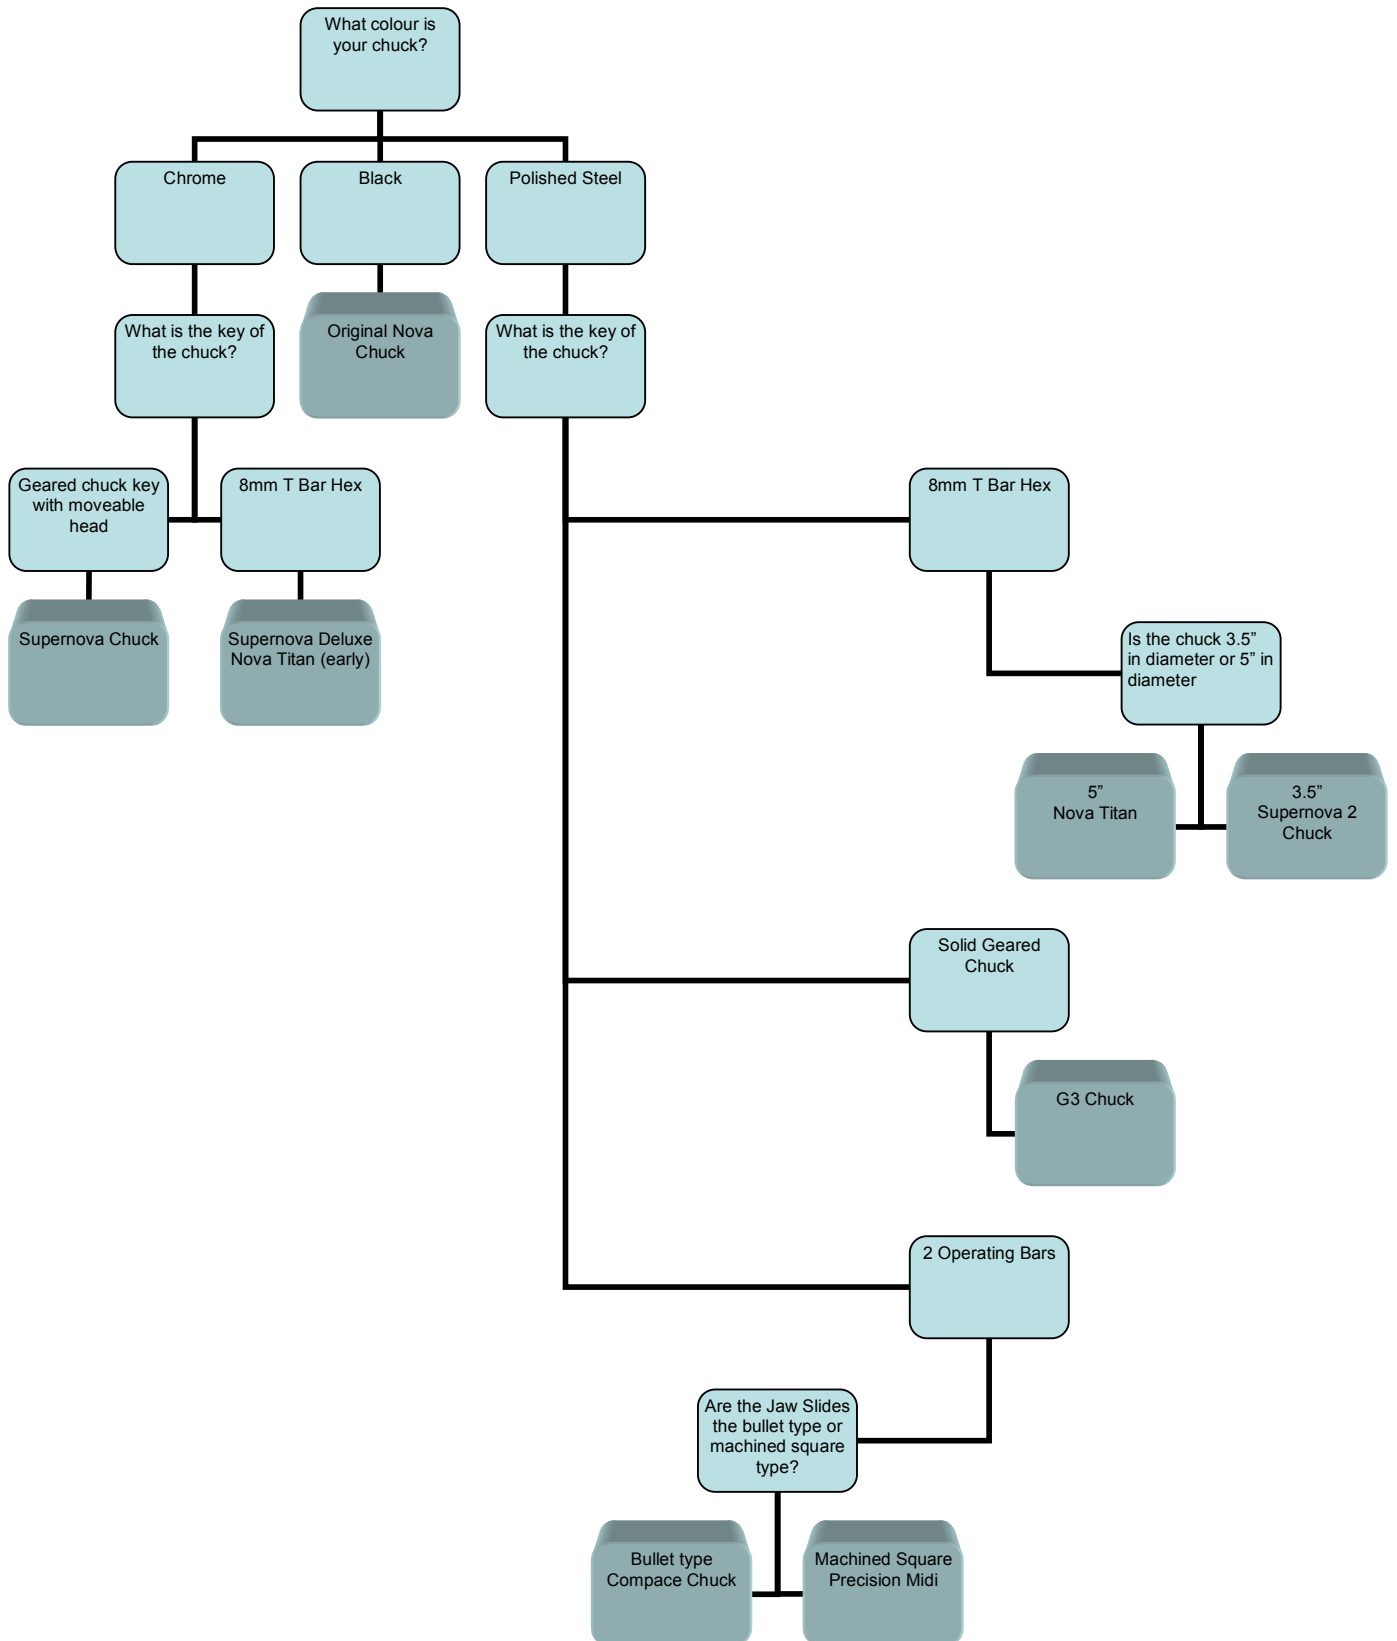 What colour is
your chuck?
Chrome
Black
Polished Steel
What is the key of
the chuck?
Original Nova
Chuck
What is the key of
the chuck?
Geared chuck key
with moveable
head
8mm T Bar Hex
8mm T Bar Hex
Supernova Chuck
Supernova Deluxe
Nova Titan (early)
Is the chuck 3.5”
in diameter or 5” in
diameter
5”
Nova Titan
3.5”
Supernova 2
Chuck
Solid Geared
Chuck
G3 Chuck
2 Operating Bars
Are the Jaw Slides
the bullet type or
machined square
type?
Bullet type
Compace Chuck
Machined Square
Precision Midi